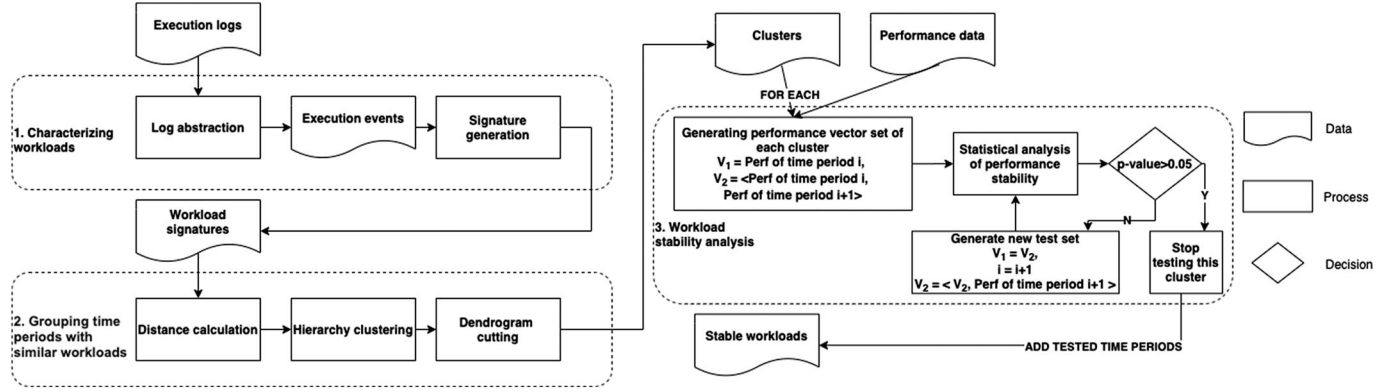 Execution logs
1. Characterizing
workloads
Log abstraction
Execution events
Signature
generation
Workload
signatures
2. Grouping time
periods with
similar workloads
Distance calculation
Hierarchy clustering
Dendrogram
cutting
Clusters
Performance data
FOR EACH
Generating performance vector set of
each cluster
V1 = Perf of time period i,
V2 = <Perf of time period i,
Perf of time period i+1>
Statistical analysis
of performance
stability
p-value>0.05
Y
N
3. Workload
stability analysis
Generate new test set
V1 = V2,
i = i+1
V2 = < V2, Perf of time period i+1 >
Stop
testing this
cluster
Stable workloads
ADD TESTED TIME PERIODS
Data
Process
Decision